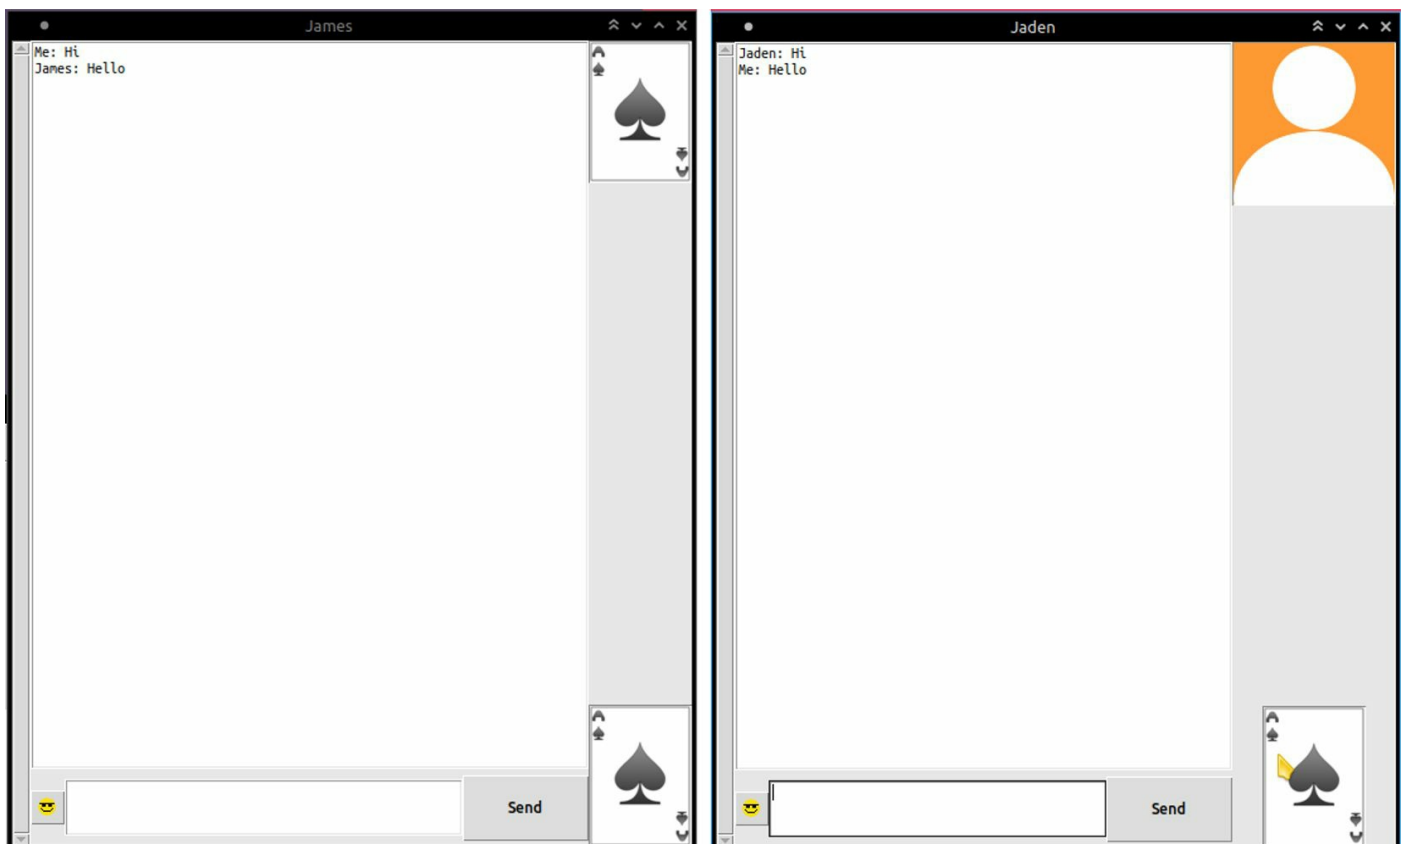 James
Me: Hi
James: Hello
A
A
A
A
Send
Jaden
Jaden: Hi
Me: Hello
A
A
Send